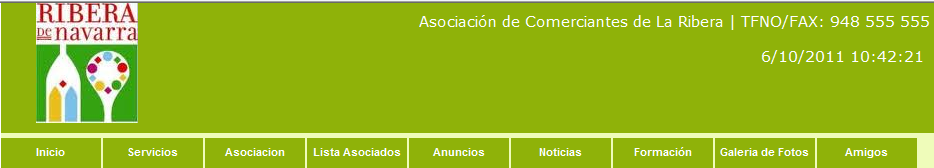 RIBERA
DE navarra
Asociación de Comerciantes de La Ribera | TFNO/FAX: 948 555 555
6/10/2011 10:42:21
Inicio Servicios Asociacion Lista Asociados Anuncios Noticias Formación Galeria de Fotos Amigos